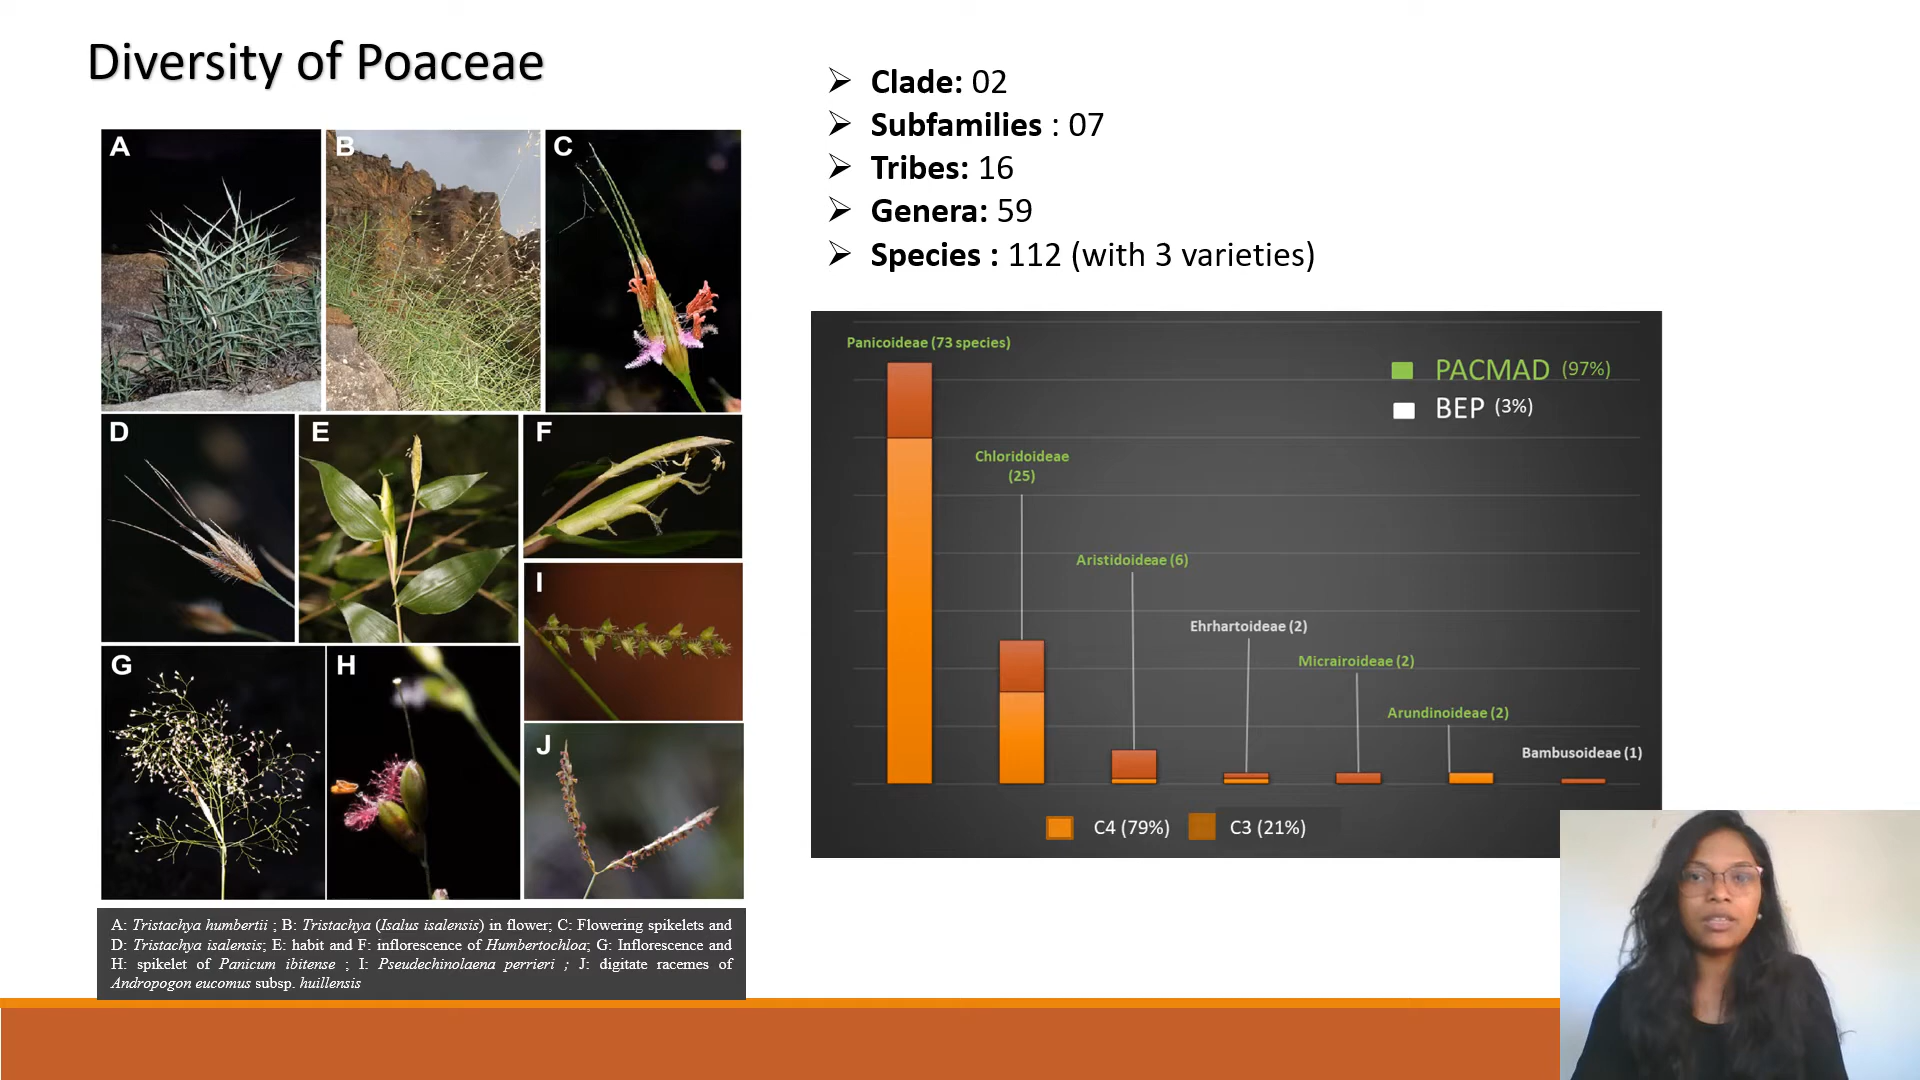 Diversity of Poaceae
A
B
C
D
E
F
G
H
I
J
A: Tristachya humbertii ; B: Tristachya (Isalus isalensis) in flower; C: Flowering spikelets and
D: Tristachya isalensis; E: habit and F: inflorescence of Humbertochloa; G: Inflorescence and
H: spikelet of Panicum ibitense ; I: Pseudechinolaena perrieri ; J: digitate racemes of
Andropogon eucomus subsp. huillensis
➢ Clade: 02
➢ Subfamilies : 07
➢ Tribes: 16
➢ Genera: 59
➢ Species : 112 (with 3 varieties)
Panicoideae (73 species)
PACMAD (97%)
BEP (3%)
Chloridoideae
(25)
Aristidoideae (6)
Ehrhartoideae (2)
Micrairoideae (2)
Arundinoideae (2)
Bambusoideae (1)
C4 (79%)
C3 (21%)